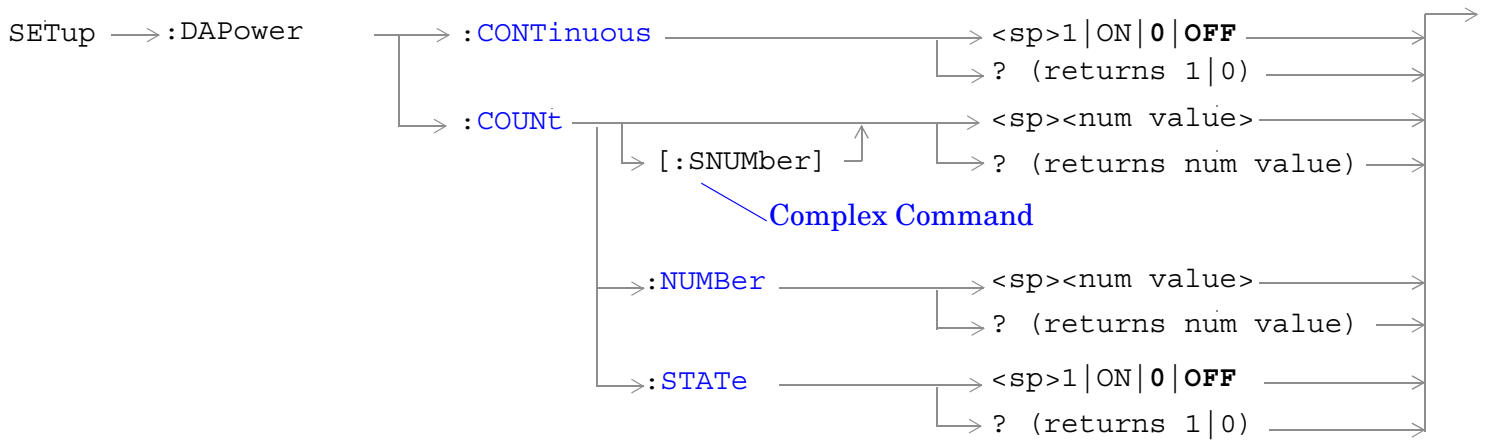 SETup :DAPower :CONTinuous <sp>1|ON|0|OFF
? (returns 1|0)
:COUNt <sp><num value>
[:SNUMber] ? (returns num value)
Complex Command
:NUMBer <sp><num value>
? (returns num value)
:STATe <sp>1|ON|0|OFF
? (returns 1|0)